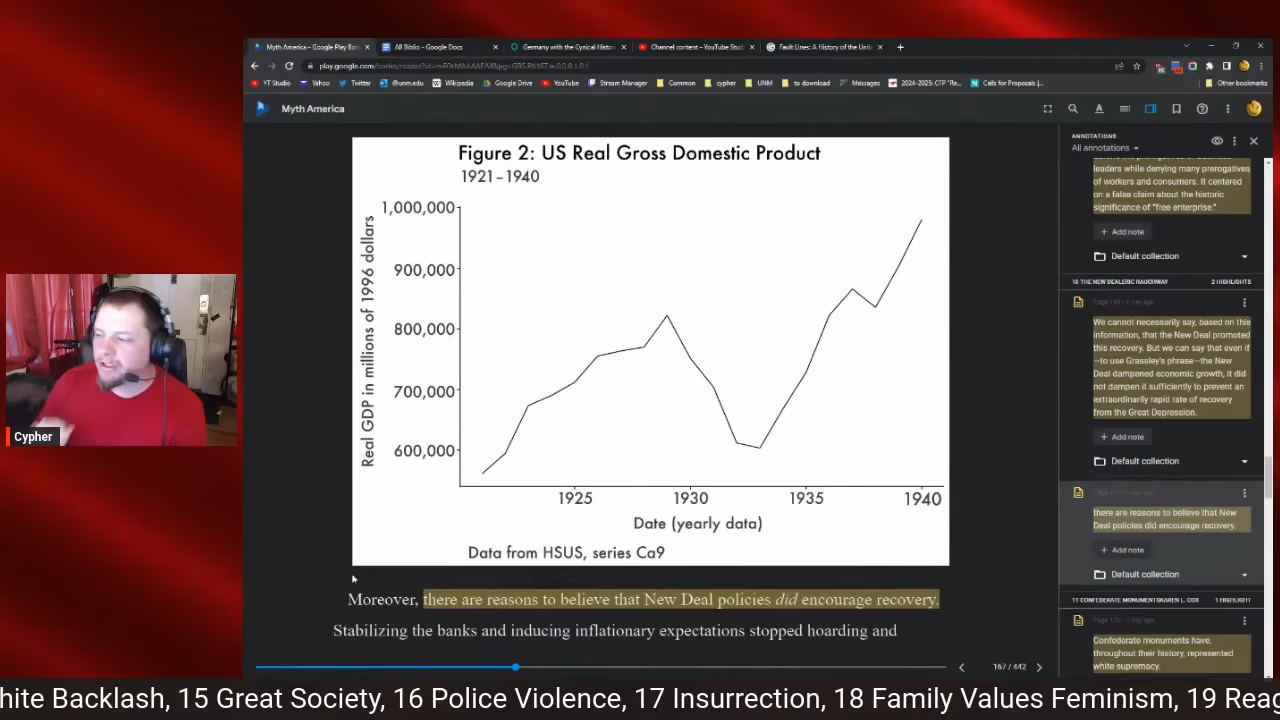 Myth America - Google Play Boo
All Biblio - Google Docs
Germany with the Cynical Histor
Channel content - YouTube Stud
Fault Lines: A History of the Unit
YT Studio
Yahoo
Twitter
@unm.edu
Wikipedia
Google Drive
YouTube
Stream Manager
Common
cypher
UNM
to download
Messages
2024-2025: CFP "Re...
Calls for Proposals |...
Other bookmarks
Myth America
Figure 2: US Real Gross Domestic Product
1921–1940
Real GDP in millions of 1996 dollars
1,000,000
900,000
800,000
700,000
600,000
1925 1930 1935 1940
Date (yearly data)
Data from HSUS, series Ca9
Moreover, there are reasons to believe that New Deal policies did encourage recovery.
Stabilizing the banks and inducing inflationary expectations stopped hoarding and
167 / 442
ANNOTATIONS
All annotations
leaders while denying many prerogatives
of workers and consumers. It centered
on a false claim about the historic
significance of "free enterprise."
Add note
Default collection
10 THE NEW DEALERIC RAUCHWAY
2 HIGHLIGHTS
We cannot necessarily say, based on this
information, that the New Deal promoted
this recovery. But we can say that even if
—to use Grassley's phrase—the New
Deal dampened economic growth, it did
not dampen it sufficiently to prevent an
extraordinarily rapid rate of recovery
from the Great Depression.
Add note
Default collection
there are reasons to believe that New
Deal policies did encourage recovery.
Add note
Default collection
11 CONFEDERATE MONUMENTSKAREN L. COX
1 HIGHLIGHT
Confederate monuments have,
throughout their history, represented
white supremacy.
Cypher
hite Backlash, 15 Great Society, 16 Police Violence, 17 Insurrection, 18 Family Values Feminism, 19 Reag